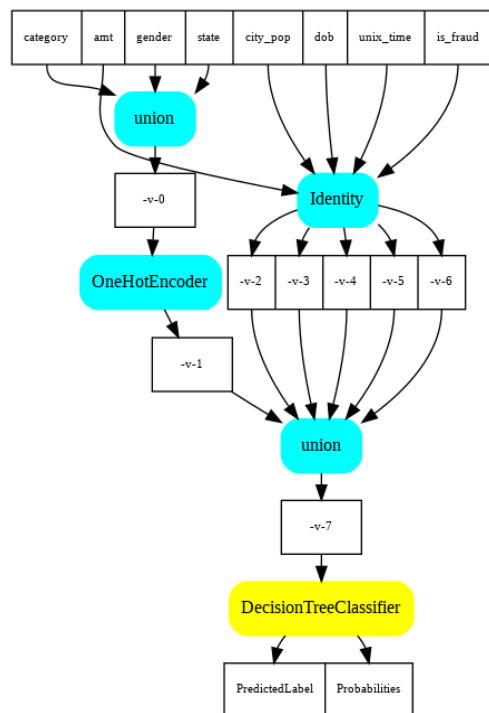 category amt gender state city_pop dob unix_time is_fraud
union
-v-0
Identity
OneHotEncoder
-v-2 -v-3 -v-4 -v-5 -v-6
-v-1
union
-v-7
DecisionTreeClassifier
PredictedLabel Probabilities